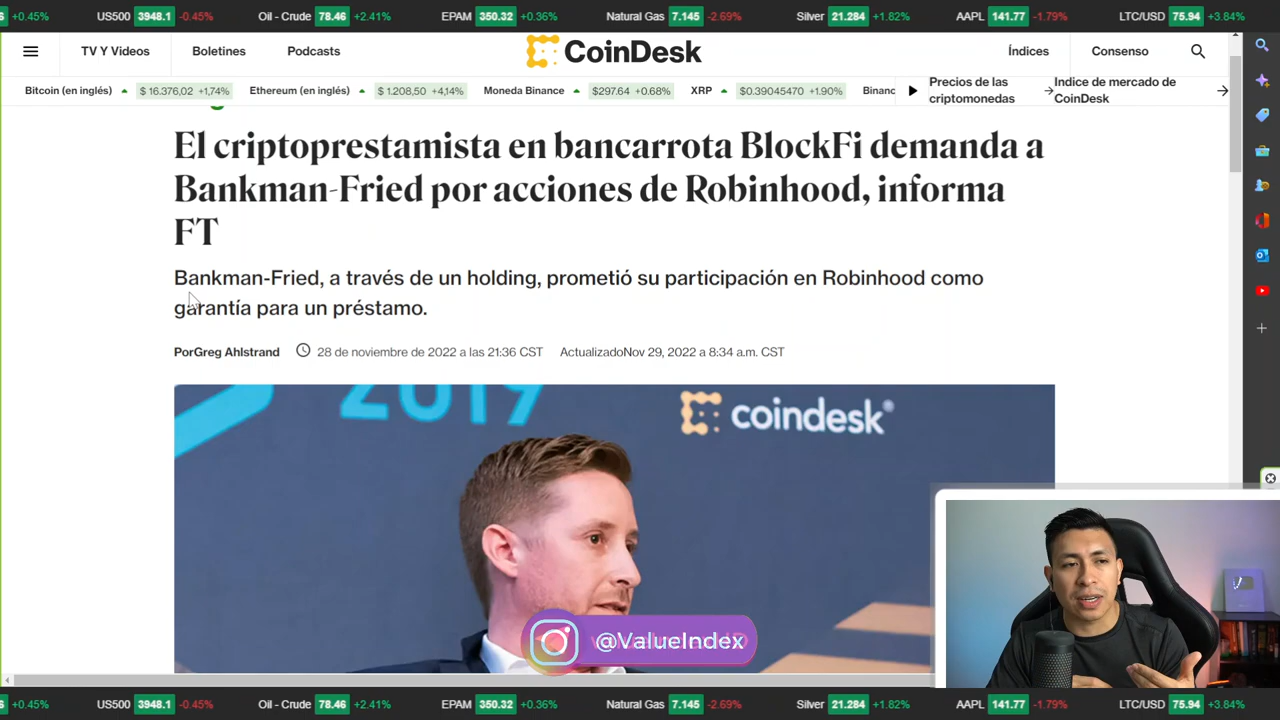 +0.45% US500 3948.1 -0.45% Oil - Crude 78.46 +2.41% EPAM 350.32 +0.36% Natural Gas 7.145 -2.69% Silver 21.284 +1.82% AAPL 141.77 -1.79% LTC/USD 75.94 +3.84%
TV Y Videos Boletines Podcasts CoinDesk Índices Consenso
Bitcoin (en inglés) $ 16.376,02 +1,74% Ethereum (en inglés) $ 1.208,50 +4,14% Moneda Binance $297.64 +0.68% XRP $0.39045470 +1.90% Binanc
Precios de las criptomonedas
Indice de mercado de CoinDesk
El criptoprestamista en bancarrota BlockFi demanda a
Bankman-Fried por acciones de Robinhood, informa
FT
Bankman-Fried, a través de un holding, prometió su participación en Robinhood como
garantía para un préstamo.
PorGreg Ahlstrand 28 de noviembre de 2022 a las 21:36 CST ActualizadoNov 29, 2022 a 8:34 a.m. CST
2019
coindesk®
@ValueIndex
+0.45% US500 3948.1 -0.45% Oil - Crude 78.46 +2.41% EPAM 350.32 +0.36% Natural Gas 7.145 -2.69% Silver 21.284 +1.82% AAPL 141.77 -1.79% LTC/USD 75.94 +3.84%